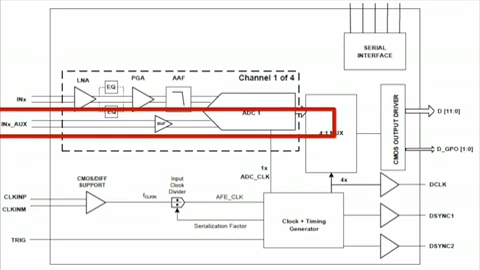 SERIAL
INTERFACE
Channel 1 of 4
LNA
PGA
AAF
EQ
EQ
INx
ADC 1
INx_AUX
BUF
4:1 MUX
CMOS OUTPUT DRIVER
D [11:0]
D_GPO [1:0]
1x
ADC_CLK
4x
CMOS/DIFF
SUPPORT
Input
Clock
Divider
CLKINP
CLKINM
fCLKIN
AFE_CLK
Serialization Factor
Clock + Timing
Generator
TRIG
DCLK
DSYNC1
DSYNC2